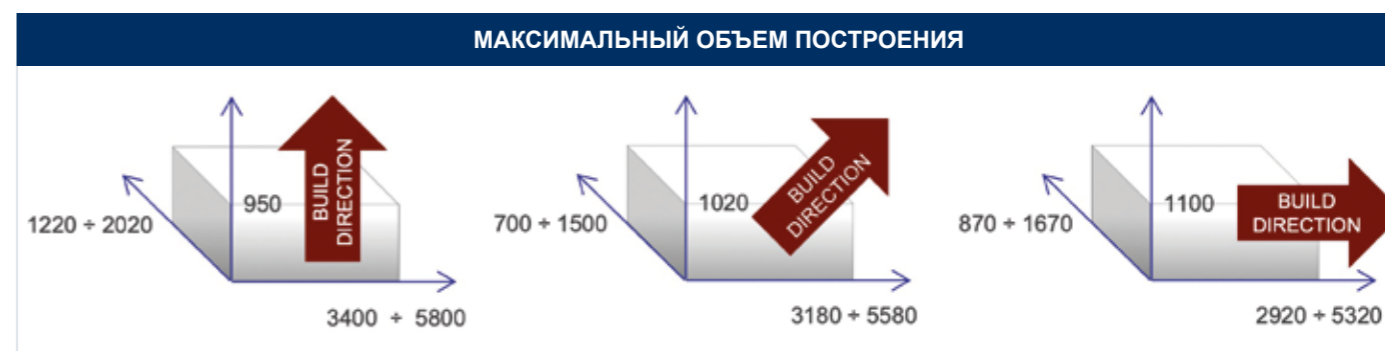 МАКСИМАЛЬНЫЙ ОБЪЕМ ПОСТРОЕНИЯ
950
BUILD
DIRECTION
1220 ÷ 2020
3400 ÷ 5800
1020
BUILD
DIRECTION
700 ÷ 1500
3180 ÷ 5580
1100
BUILD
DIRECTION
870 ÷ 1670
2920 ÷ 5320